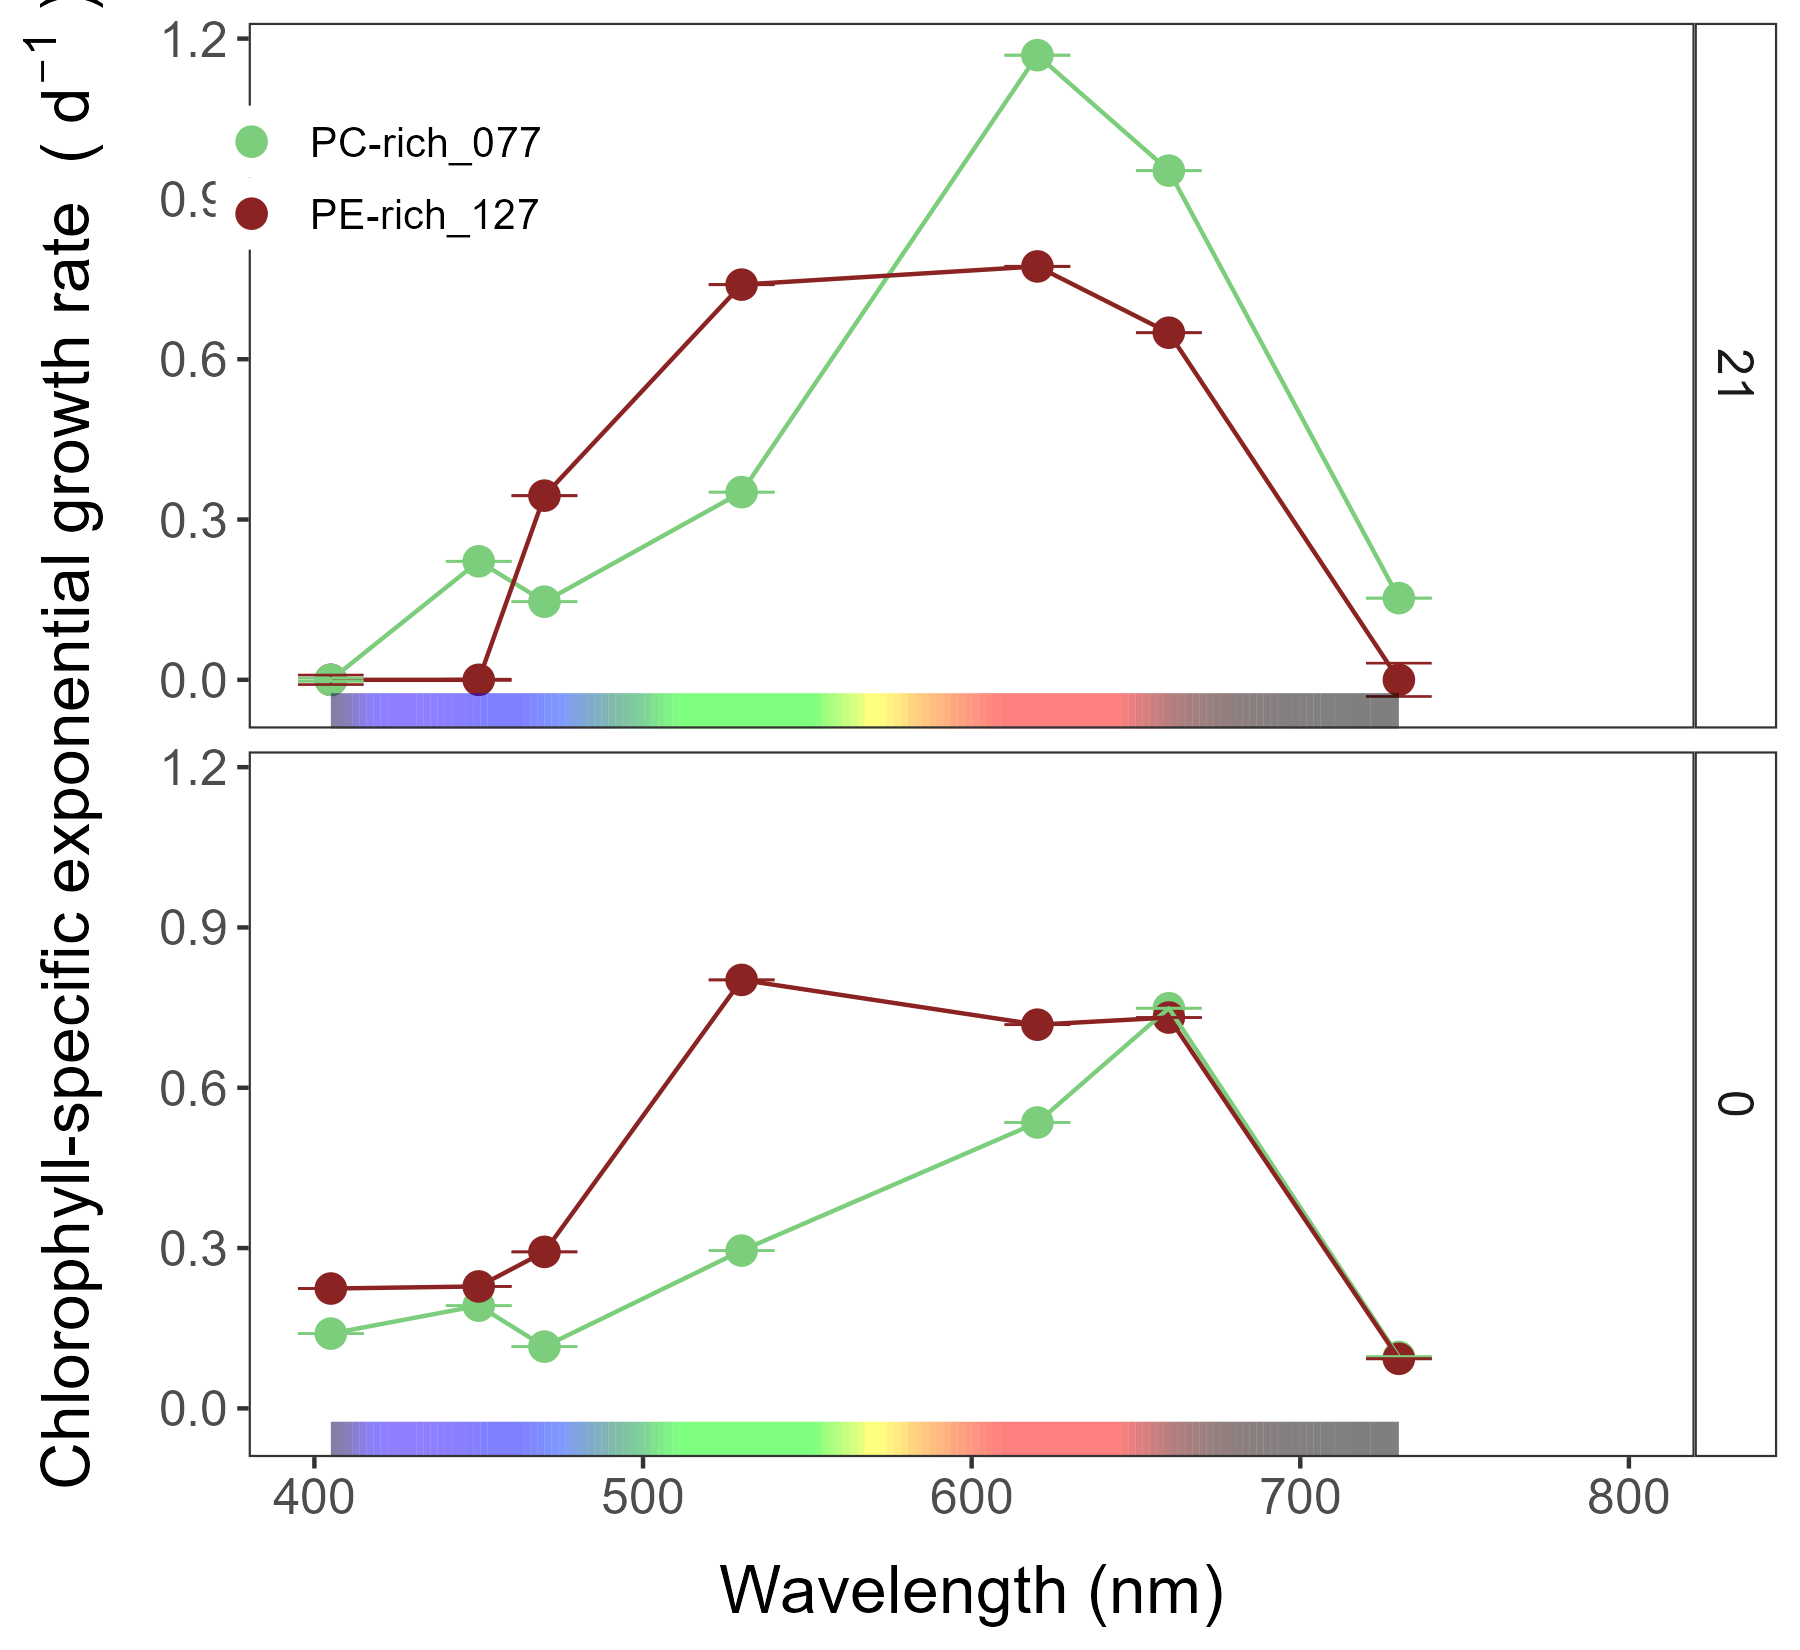 Chlorophyll-specific exponential growth rate ( d⁻¹ )
1.2
0.9
0.6
0.3
0.0
PC-rich_077
PE-rich_127
21
1.2
0.9
0.6
0.3
0.0
0
400 500 600 700 800
Wavelength (nm)